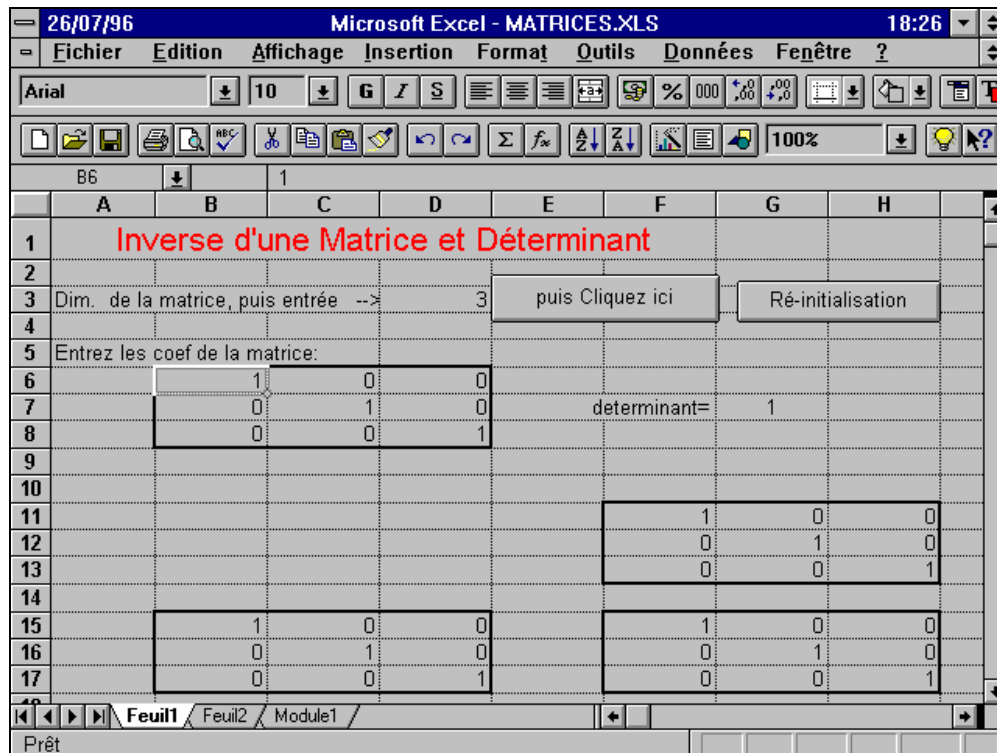 26/07/96 Microsoft Excel - MATRICES.XLS 18:26
Fichier Edition Affichage Insertion Format Outils Données Fenêtre ?
Arial 10 G I S % 000 ,00 +,0
ABC Σ fx A Z Z A 100% ?
B6 1
A B C D E F G H
1 Inverse d'une Matrice et Déterminant
2
3 Dim. de la matrice, puis entrée --> 3 puis Cliquez ici Ré-initialisation
4
5 Entrez les coef de la matrice:
6 1 0 0
7 0 1 0 determinant= 1
8 0 0 1
9
10
11 1 0 0
12 0 1 0
13 0 0 1
14
15 1 0 0 1 0 0
16 0 1 0 0 1 0
17 0 0 1 0 0 1
Feuil1 Feuil2 Module1
Prêt